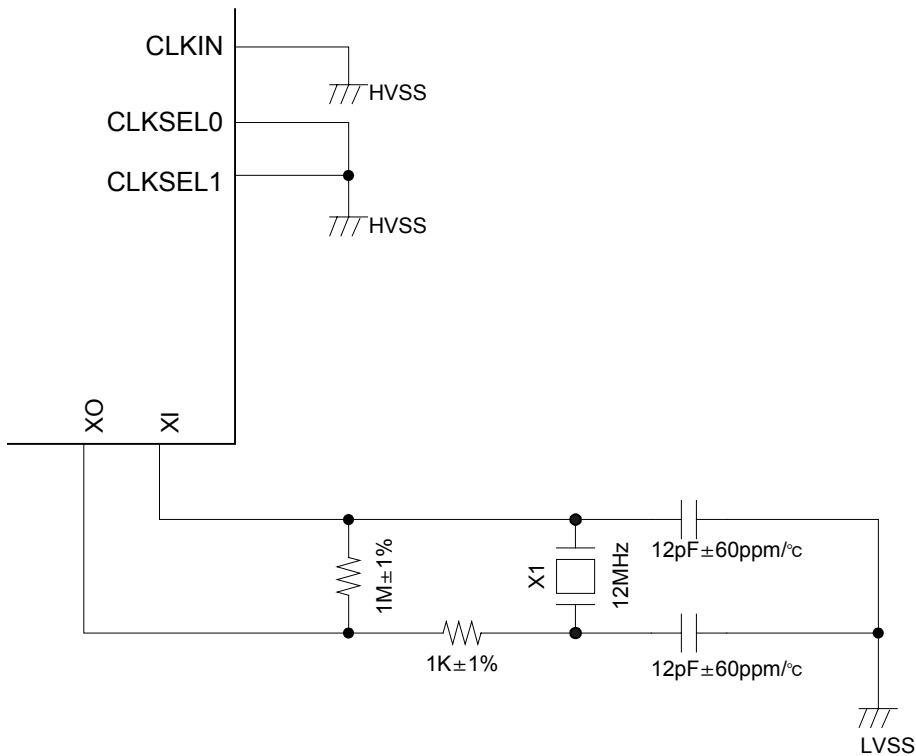 CLKIN
HVSS
CLKSEL0
CLKSEL1
HVSS
XO
XI
1M±1%
X1
12MHz
12pF±60ppm/℃
1K±1%
12pF±60ppm/℃
LVSS